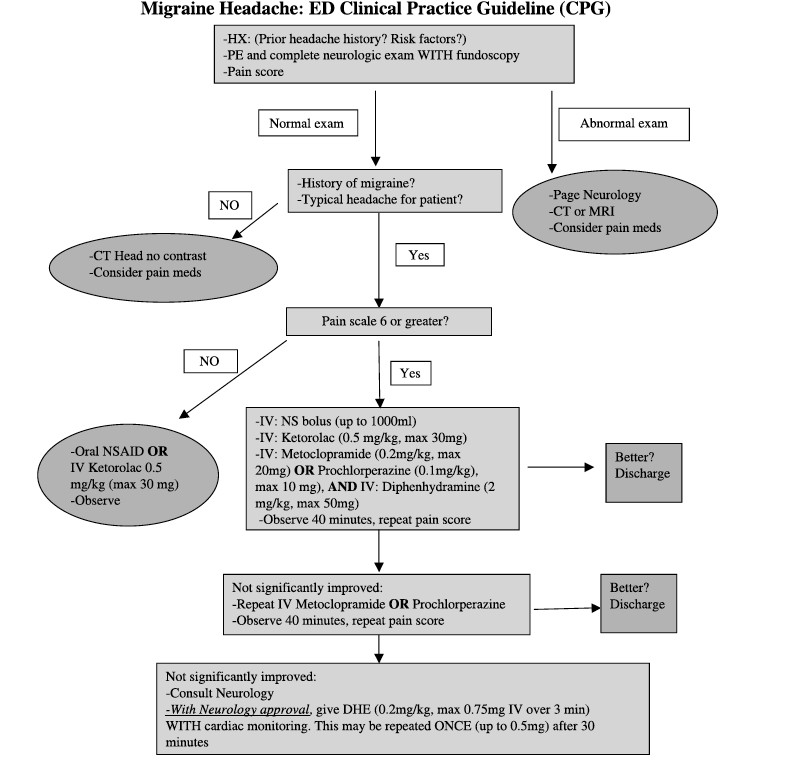 Migraine Headache: ED Clinical Practice Guideline (CPG)
-HX: (Prior headache history? Risk factors?)
-PE and complete neurologic exam WITH fundoscopy
-Pain score
Normal exam
Abnormal exam
-History of migraine?
-Typical headache for patient?
-Page Neurology
-CT or MRI
-Consider pain meds
NO
-CT Head no contrast
-Consider pain meds
Yes
Pain scale 6 or greater?
NO
Yes
-Oral NSAID OR
IV Ketorolac 0.5
mg/kg (max 30 mg)
-Observe
-IV: NS bolus (up to 1000ml)
-IV: Ketorolac (0.5 mg/kg, max 30mg)
-IV: Metoclopramide (0.2mg/kg, max
20mg) OR Prochlorperazine (0.1mg/kg),
max 10 mg), AND IV: Diphenhydramine (2
mg/kg, max 50mg)
-Observe 40 minutes, repeat pain score
Better?
Discharge
Not significantly improved:
-Repeat IV Metoclopramide OR Prochlorperazine
-Observe 40 minutes, repeat pain score
Better?
Discharge
Not significantly improved:
-Consult Neurology
-With Neurology approval, give DHE (0.2mg/kg, max 0.75mg IV over 3 min)
WITH cardiac monitoring. This may be repeated ONCE (up to 0.5mg) after 30
minutes